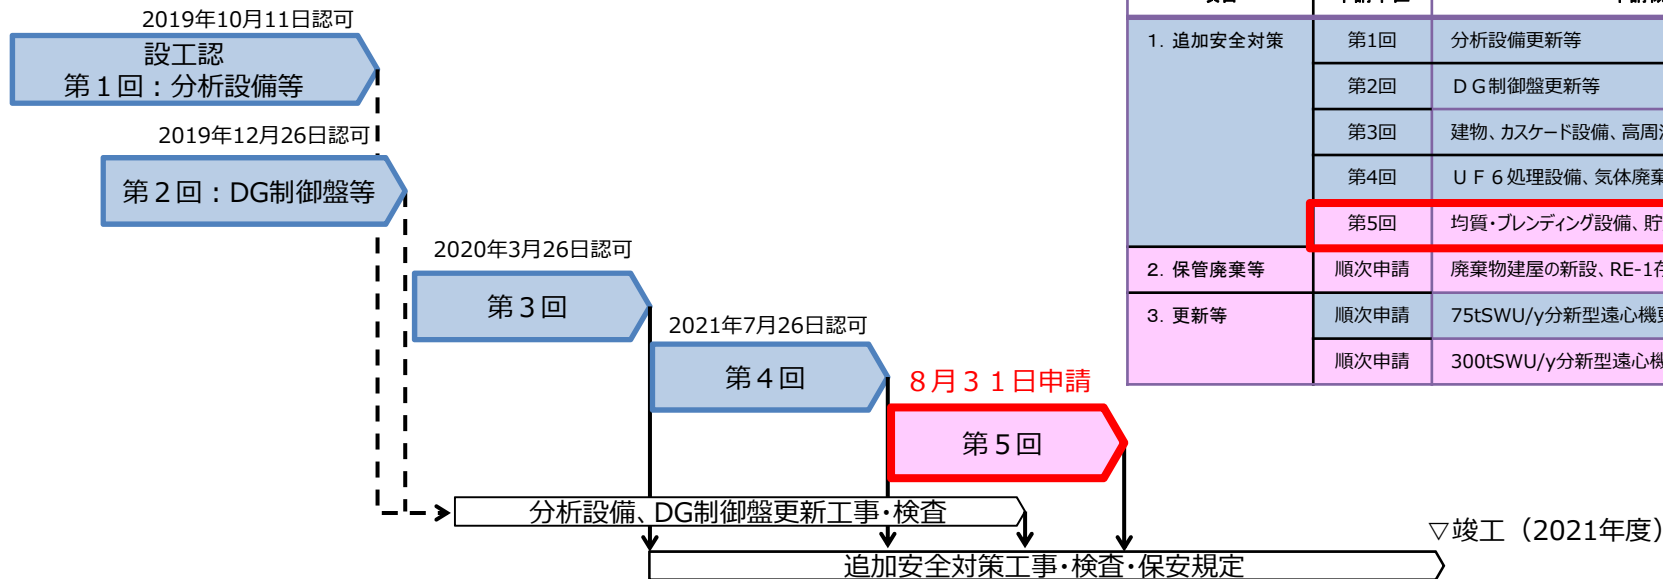 2019年10月11日認可
設工認
第１回：分析設備等
2019年12月26日認可
第２回：DG制御盤等
2020年3月26日認可
第３回
2021年7月26日認可
第４回
８月３１日申請
第５回
分析設備、DG制御盤更新工事・検査
追加安全対策工事・検査・保安規定
▽竣工（2021年度）
1．追加安全対策
第1回 分析設備更新等
第2回 ＤＧ制御盤更新等
第3回 建物、カスケード設備、高周
第4回 ＵＦ６処理設備、気体廃棄
第5回 均質・ブレンディング設備、貯
2．保管廃棄等 順次申請 廃棄物建屋の新設、RE-1
3．更新等 順次申請 75tSWU/y分新型遠心機
順次申請 300tSWU/y分新型遠心機